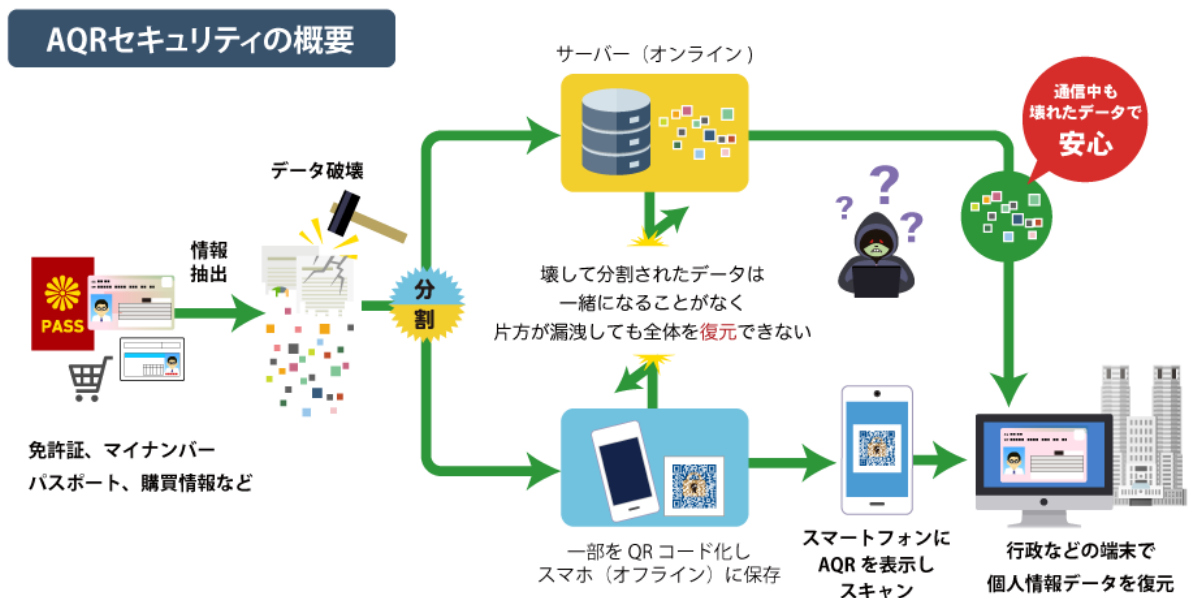 AQRセキュリティの概要
サーバー（オンライン）
通信中も
壊れたデータで
安心
データ破壊
情報
抽出
PASS
分
割
壊して分割されたデータは
一緒になることがなく
片方が漏洩しても全体を復元できない
?
?
?
免許証、マイナンバー
パスポート、購買情報など
一部を QR コード化し
スマホ（オフライン）に保存
スマートフォンに
AQR を表示し
スキャン
行政などの端末で
個人情報データを復元